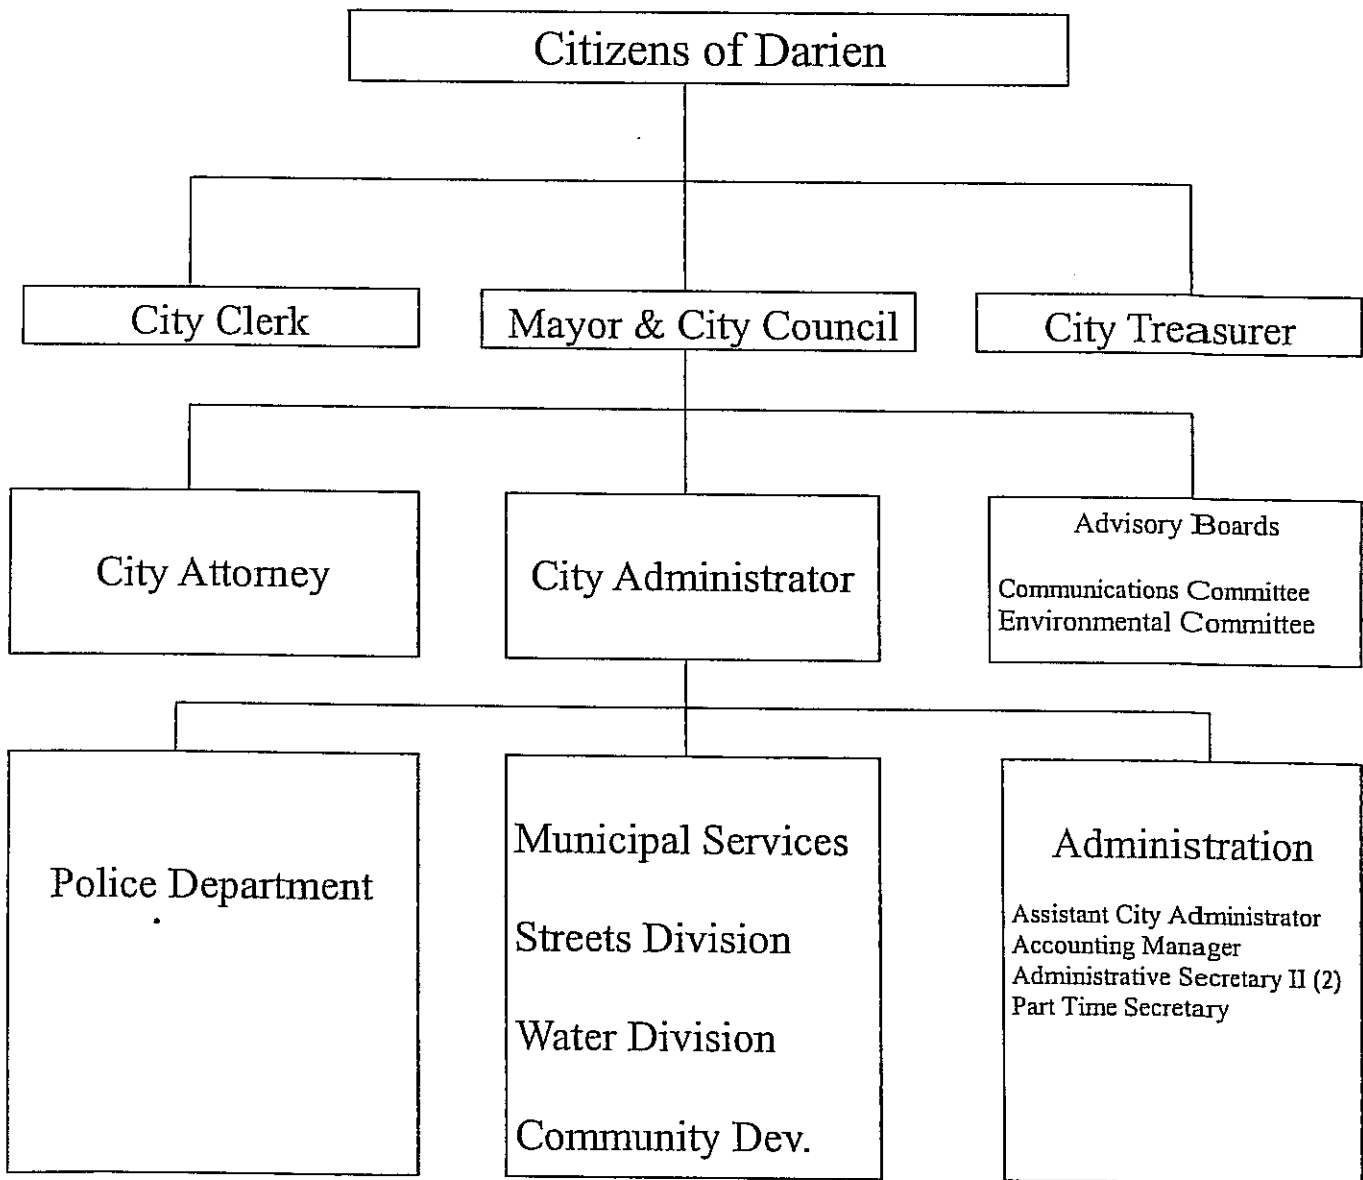 Citizens of Darien
City Clerk
Mayor & City Council
City Treasurer
City Attorney
City Administrator
Advisory Boards
Communications Committee
Environmental Committee
Police Department
Municipal Services
Streets Division
Water Division
Community Dev.
Administration
Assistant City Administrator
Accounting Manager
Administrative Secretary II (2)
Part Time Secretary